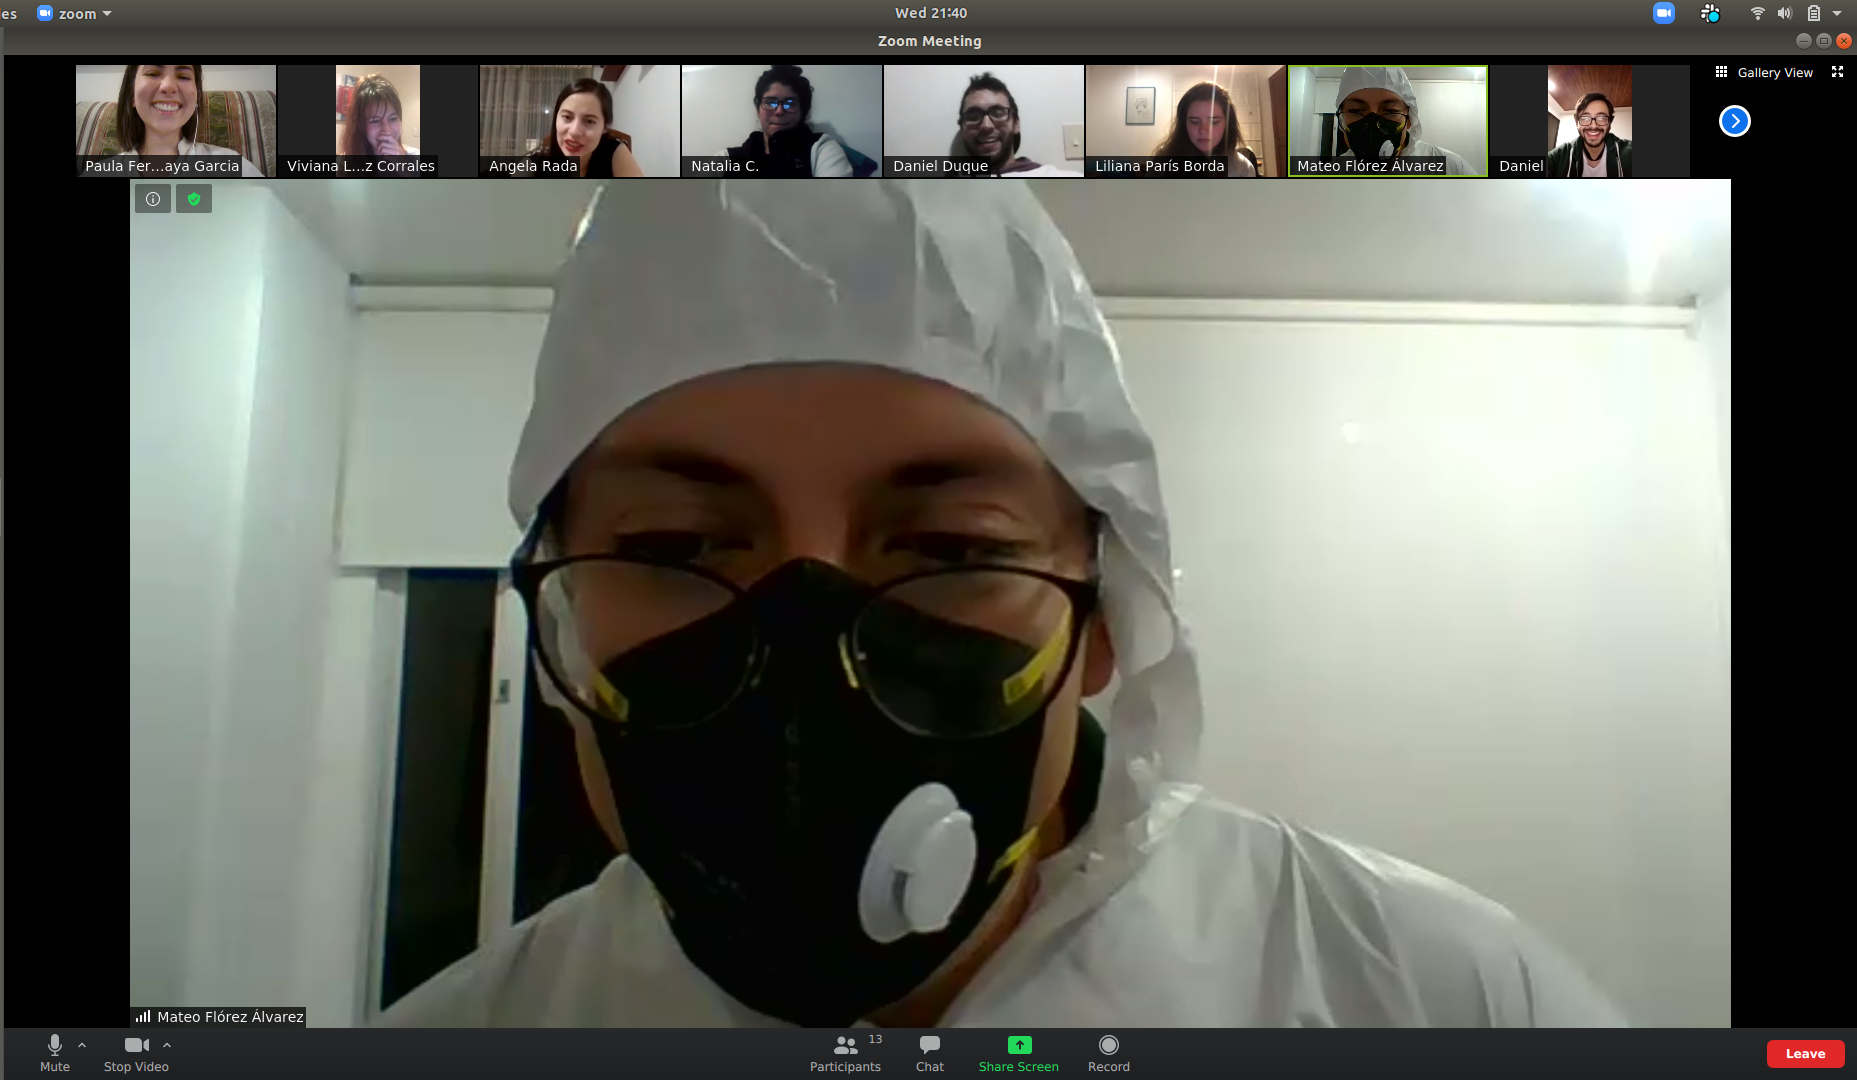 es
zoom
Wed 21:40
Zoom Meeting
Gallery View
Paula Fer...aya Garcia
Viviana L...z Corrales
Angela Rada
Natalia C.
Daniel Duque
Liliana París Borda
Mateo Flórez Álvarez
Daniel
Mateo Flórez Álvarez
Mute
Stop Video
Participants
13
Chat
Share Screen
Record
Leave